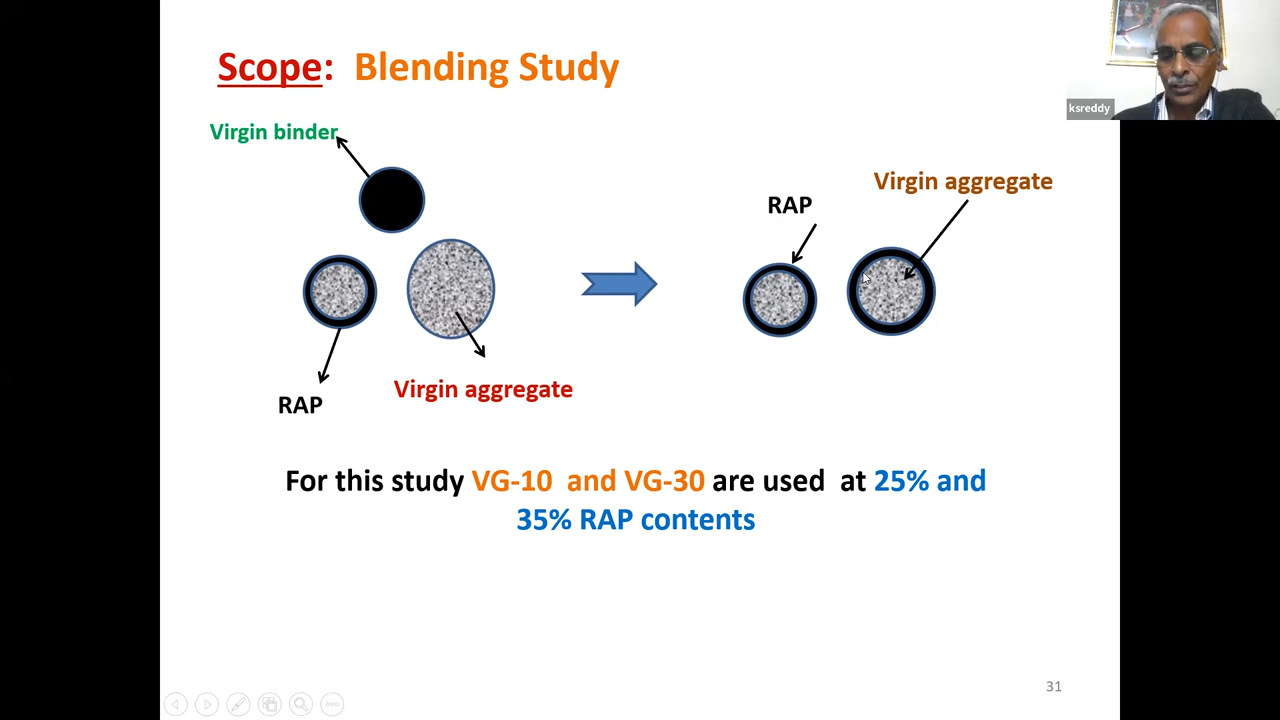 Scope: Blending Study
ksreddy
Virgin binder
Virgin aggregate
RAP
Virgin aggregate
RAP
For this study VG-10 and VG-30 are used at 25% and
35% RAP contents
31